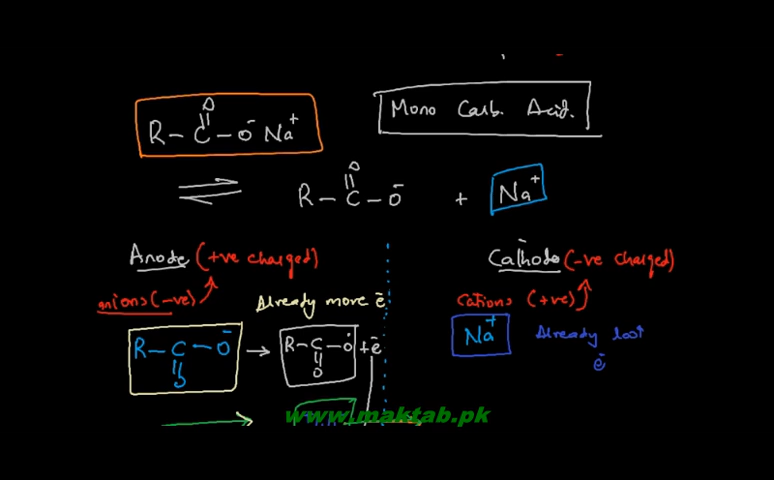 Mono Carb. Acid.
O
R – C – O⁻ Na⁺
O
⇌ R – C – O⁻ + Na⁺
Anode (+ve charged)
Cathode (-ve charged)
anions (-ve)
Already more ē
cations (+ve)
R – C – O⁻ → R – C – O· + ē
O
O
Na⁺ Already lost
ē
www.maktab.pk